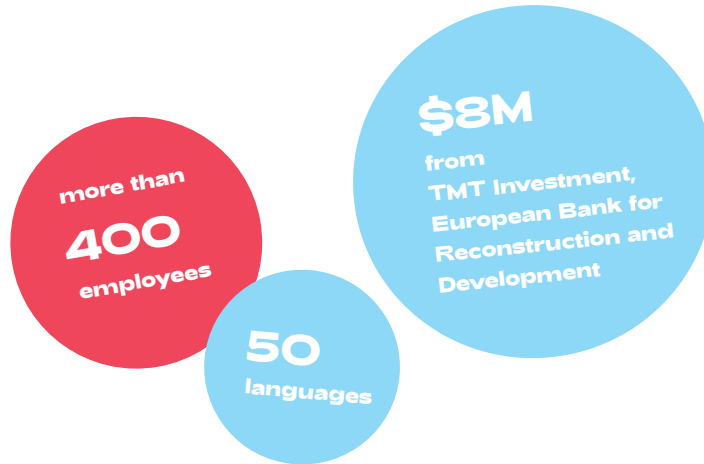 more than
400
employees
50
languages
$8M
from
TMT Investment,
European Bank for
Reconstruction and
Development